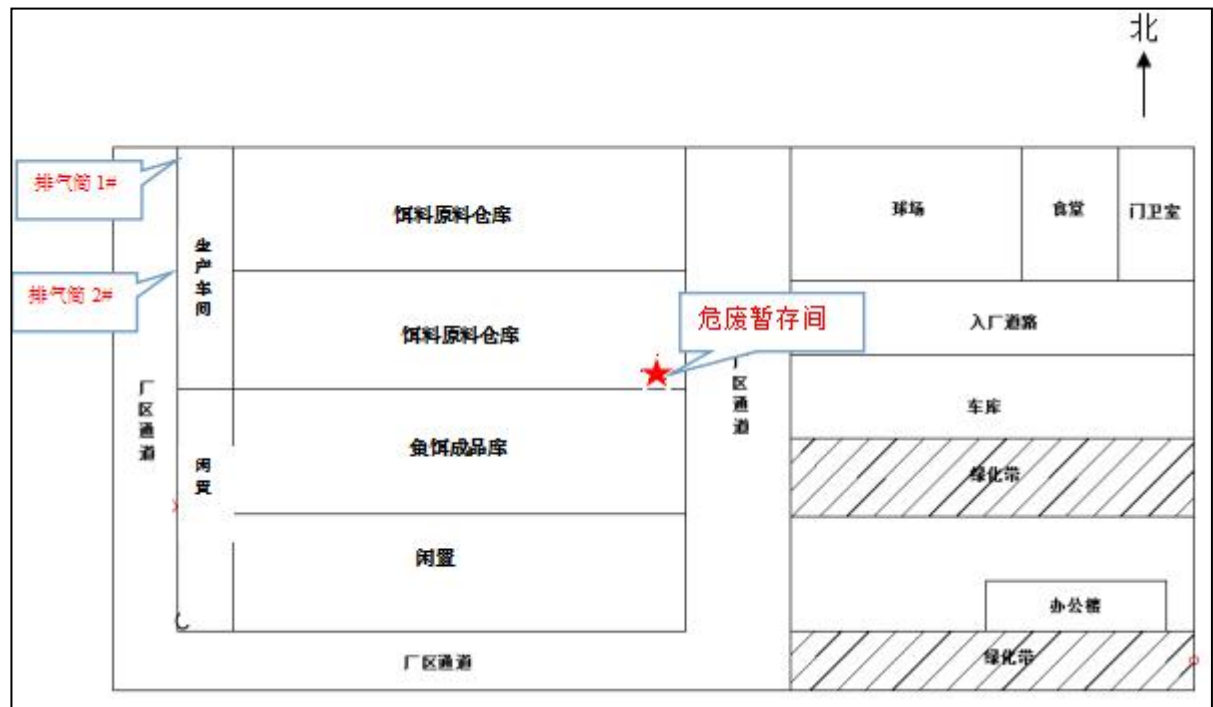 北
排气筒 1#
饵料原料仓库
球场
食堂
门卫室
生产车间
排气筒 2#
危废暂存间
入厂道路
饵料原料仓库
厂区通道
厂区通道
车库
鱼饵成品库
闲置
绿化带
闲置
办公楼
厂区通道
绿化带